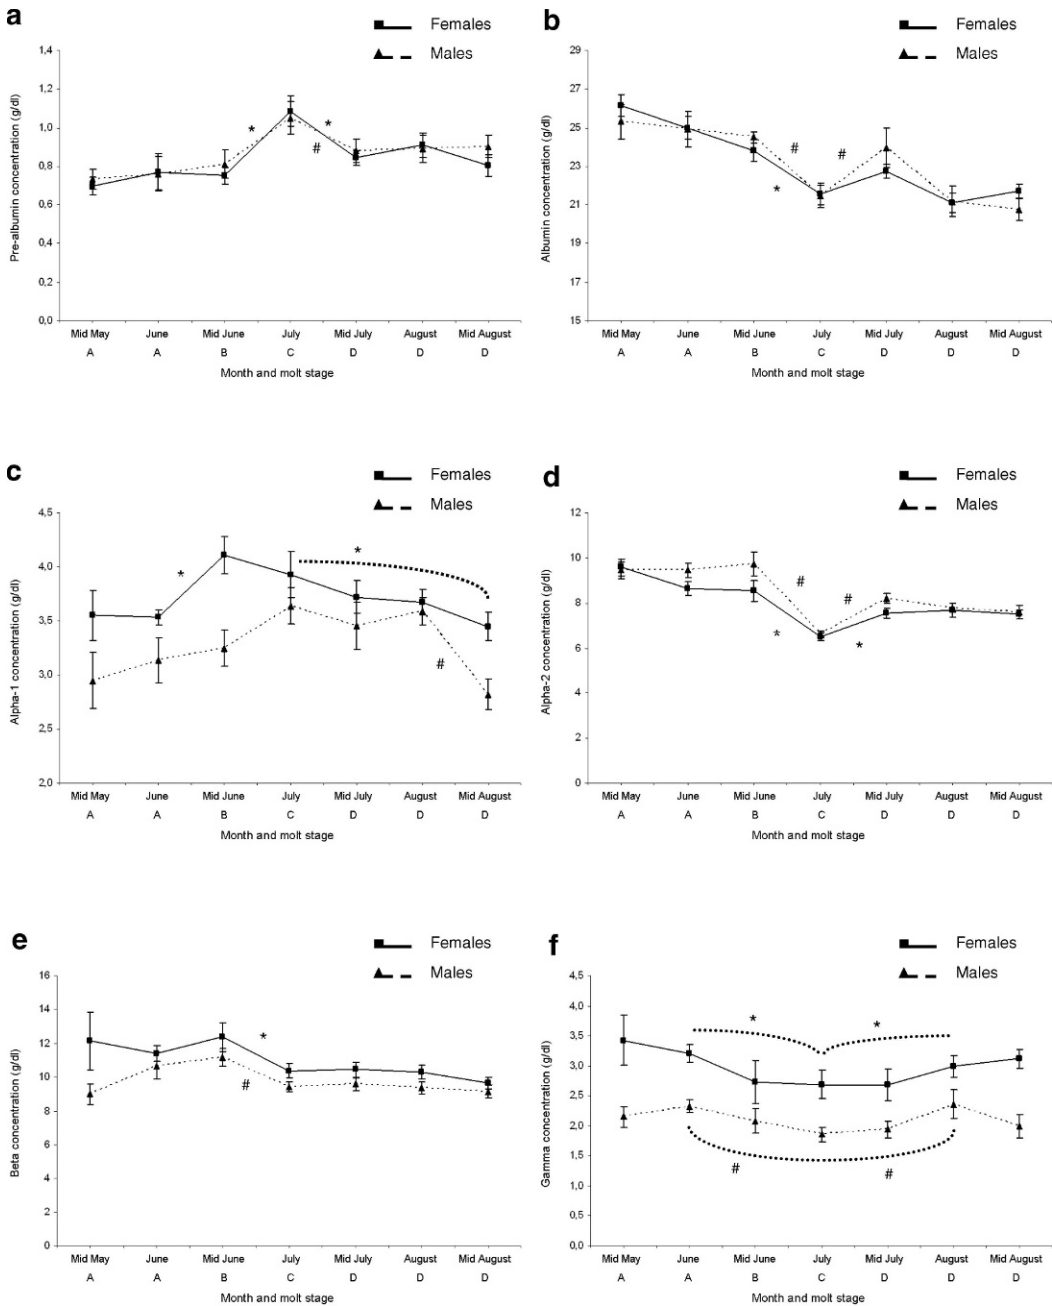 a
Females
Males
Pre-albumin concentration (g/dl)
1,4
1,2
1,0
0,8
0,6
0,4
0,2
0,0
*
*
#
Mid May June Mid June July Mid July August Mid August
A A B C D D D
Month and molt stage
b
Females
Males
Albumin concentration (g/dl)
29
27
25
23
21
19
17
15
#
#
*
Mid May June Mid June July Mid July August Mid August
A A B C D D D
Month and molt stage
c
Females
Males
Alpha-1 concentration (g/dl)
4,5
4,0
3,5
3,0
2,5
2,0
*
*
#
Mid May June Mid June July Mid July August Mid August
A A B C D D D
Month and molt stage
d
Females
Males
Alpha-2 concentration (g/dl)
12
10
8
6
4
2
0
#
#
*
*
Mid May June Mid June July Mid July August Mid August
A A B C D D D
Month and molt stage
e
Females
Males
Beta concentration (g/dl)
16
14
12
10
8
6
4
2
0
*
#
Mid May June Mid June July Mid July August Mid August
A A B C D D D
Month and molt stage
f
Females
Males
Gamma concentration (g/dl)
4,5
4,0
3,5
3,0
2,5
2,0
1,5
1,0
0,5
0,0
*
*
#
#
Mid May June Mid June July Mid July August Mid August
A A B C D D D
Month and molt stage